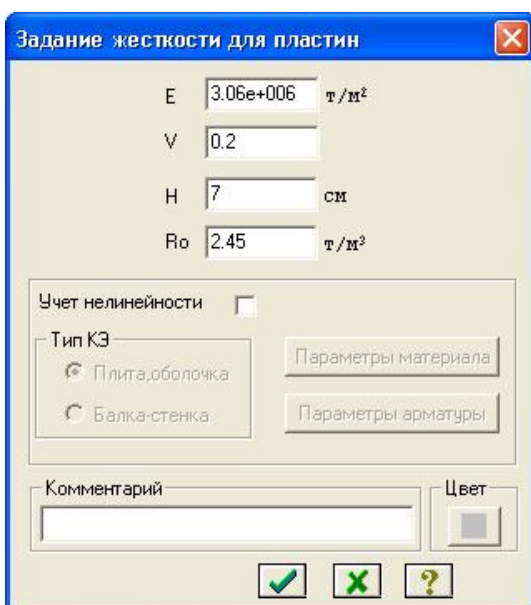 Задание жесткости для пластин
E 3.06e+006 т/м²
V 0.2
H 7 см
Ro 2.45 т/м³
Учет нелинейности
Тип КЭ
Плита,оболочка
Балка-стенка
Параметры материала
Параметры арматуры
Комментарий
Цвет
?